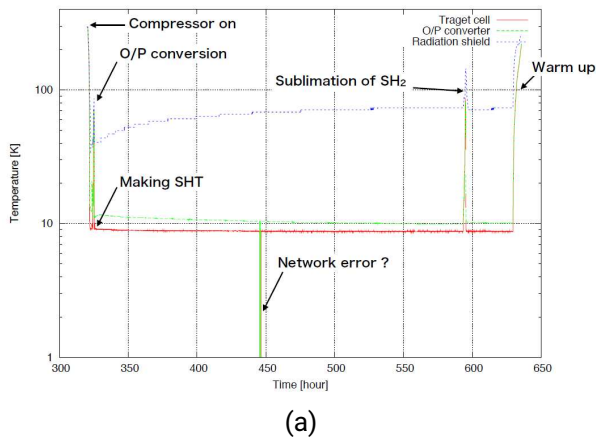 Compressor on
Traget cell
O/P converter
Radiation shield
O/P conversion
Sublimation of SH₂
Warm up
100
Making SHT
Temperature [K]
10
Network error ?
1
300 350 400 450 500 550 600 650
Time [hour]
(a)